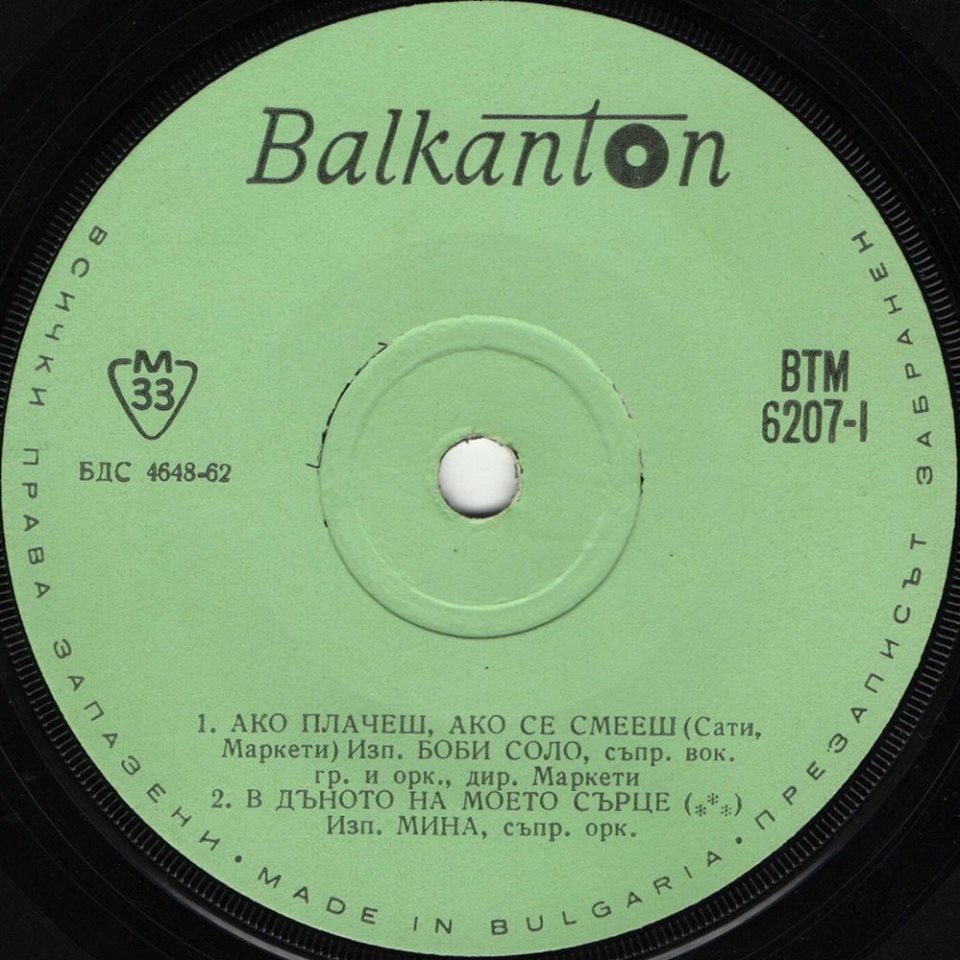 Balkanton
M
33
БДС 4648-62
ВТМ
6207-I
1. АКО ПЛАЧЕШ, АКО СЕ СМЕЕШ (Сати,
Маркети) Изп. БОБИ СОЛО, съпр. вок.
гр. и орк., дир. Маркети
2. В ДЪНОТО НА МОЕТО СЪРЦЕ (***)
Изп. МИНА, съпр. орк.
ВСИЧКИ ПРАВА ЗАПАЗЕНИ • MADE IN BULGARIA • ПРЕЗАПИСЪТ ЗАБРАНЕН